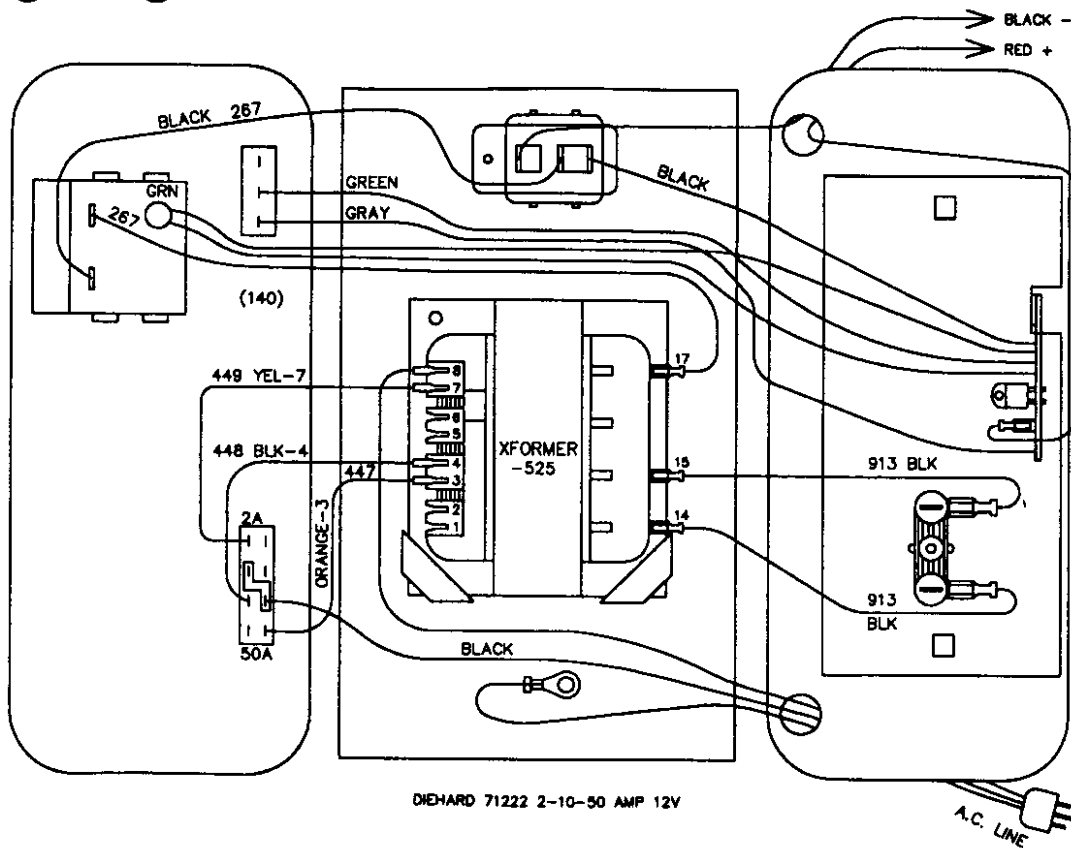 BLACK -
RED +
BLACK 267
GRN
267
GREEN
GRAY
BLACK
(140)
17
8
7
6
5
4
3
2
1
449 YEL-7
448 BLK-4
447
ORANGE-3
XFORMER
-525
15
14
913 BLK
913
BLK
2A
50A
BLACK
DIEHARD 71222 2-10-50 AMP 12V
A.C. LINE